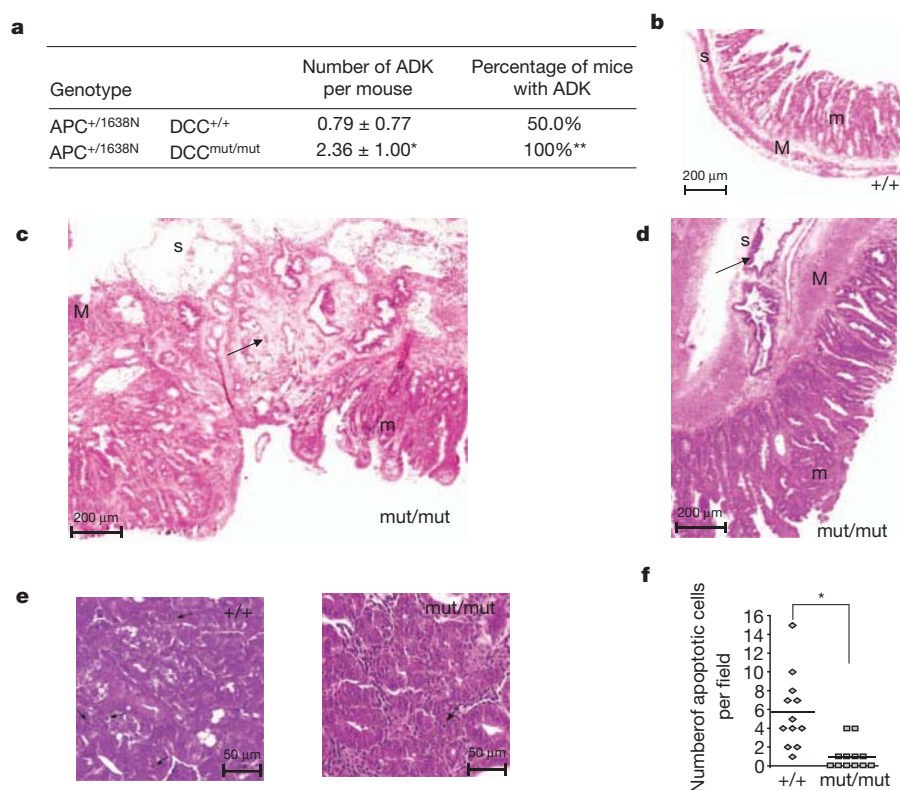 a
Genotype
Number of ADK per mouse
Percentage of mice with ADK
APC+/1638N DCC+/+ 0.79 ± 0.77 50.0%
APC+/1638N DCCmut/mut 2.36 ± 1.00* 100%**
b
s
m
M
200 µm
+/+
c
s
M
m
200 µm
mut/mut
d
s
M
m
200 µm
mut/mut
e
+/+
50 µm
mut/mut
50 µm
f
*
Numberof apoptotic cells
per field
16
14
12
10
8
6
4
2
0
+/+ mut/mut